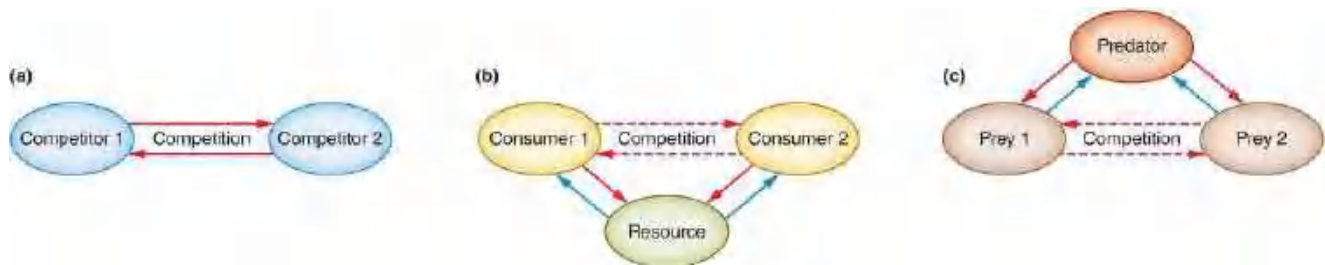 (a)
Competitor 1
Competition
Competitor 2
(b)
Consumer 1
Competition
Consumer 2
Resource
(c)
Predator
Prey 1
Competition
Prey 2